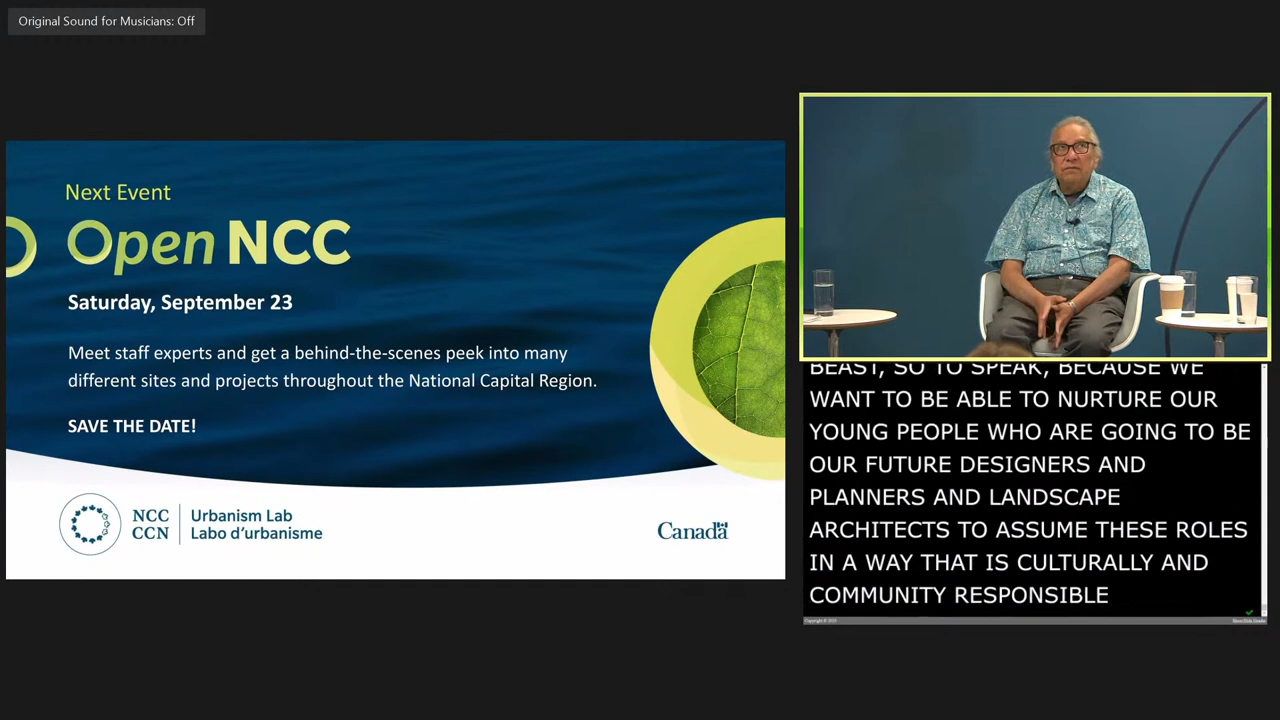 Original Sound for Musicians: Off
Next Event
Open NCC
Saturday, September 23
Meet staff experts and get a behind-the-scenes peek into many
different sites and projects throughout the National Capital Region.
SAVE THE DATE!
NCC
CCN
Urbanism Lab
Labo d'urbanisme
Canada
BEAST, SO TO SPEAK, BECAUSE WE
WANT TO BE ABLE TO NURTURE OUR
YOUNG PEOPLE WHO ARE GOING TO BE
OUR FUTURE DESIGNERS AND
PLANNERS AND LANDSCAPE
ARCHITECTS TO ASSUME THESE ROLES
IN A WAY THAT IS CULTURALLY AND
COMMUNITY RESPONSIBLE